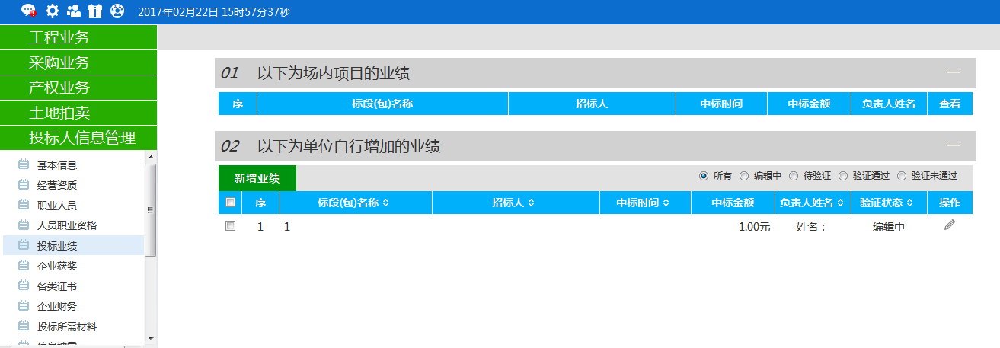 2017年02月22日 15时57分37秒
工程业务
采购业务
产权业务
土地拍卖
投标人信息管理
基本信息
经营资质
职业人员
人员职业资格
投标业绩
企业获奖
各类证书
企业财务
投标所需材料
01 以下为场内项目的业绩
序 标段(包)名称 招标人 中标时间 中标金额 负责人姓名 查看
02 以下为单位自行增加的业绩
新增业绩 所有 编辑中 待验证 验证通过 验证未通过
序 标段(包)名称 招标人 中标时间 中标金额 负责人姓名 验证状态 操作
1 1 1.00元 姓名： 编辑中